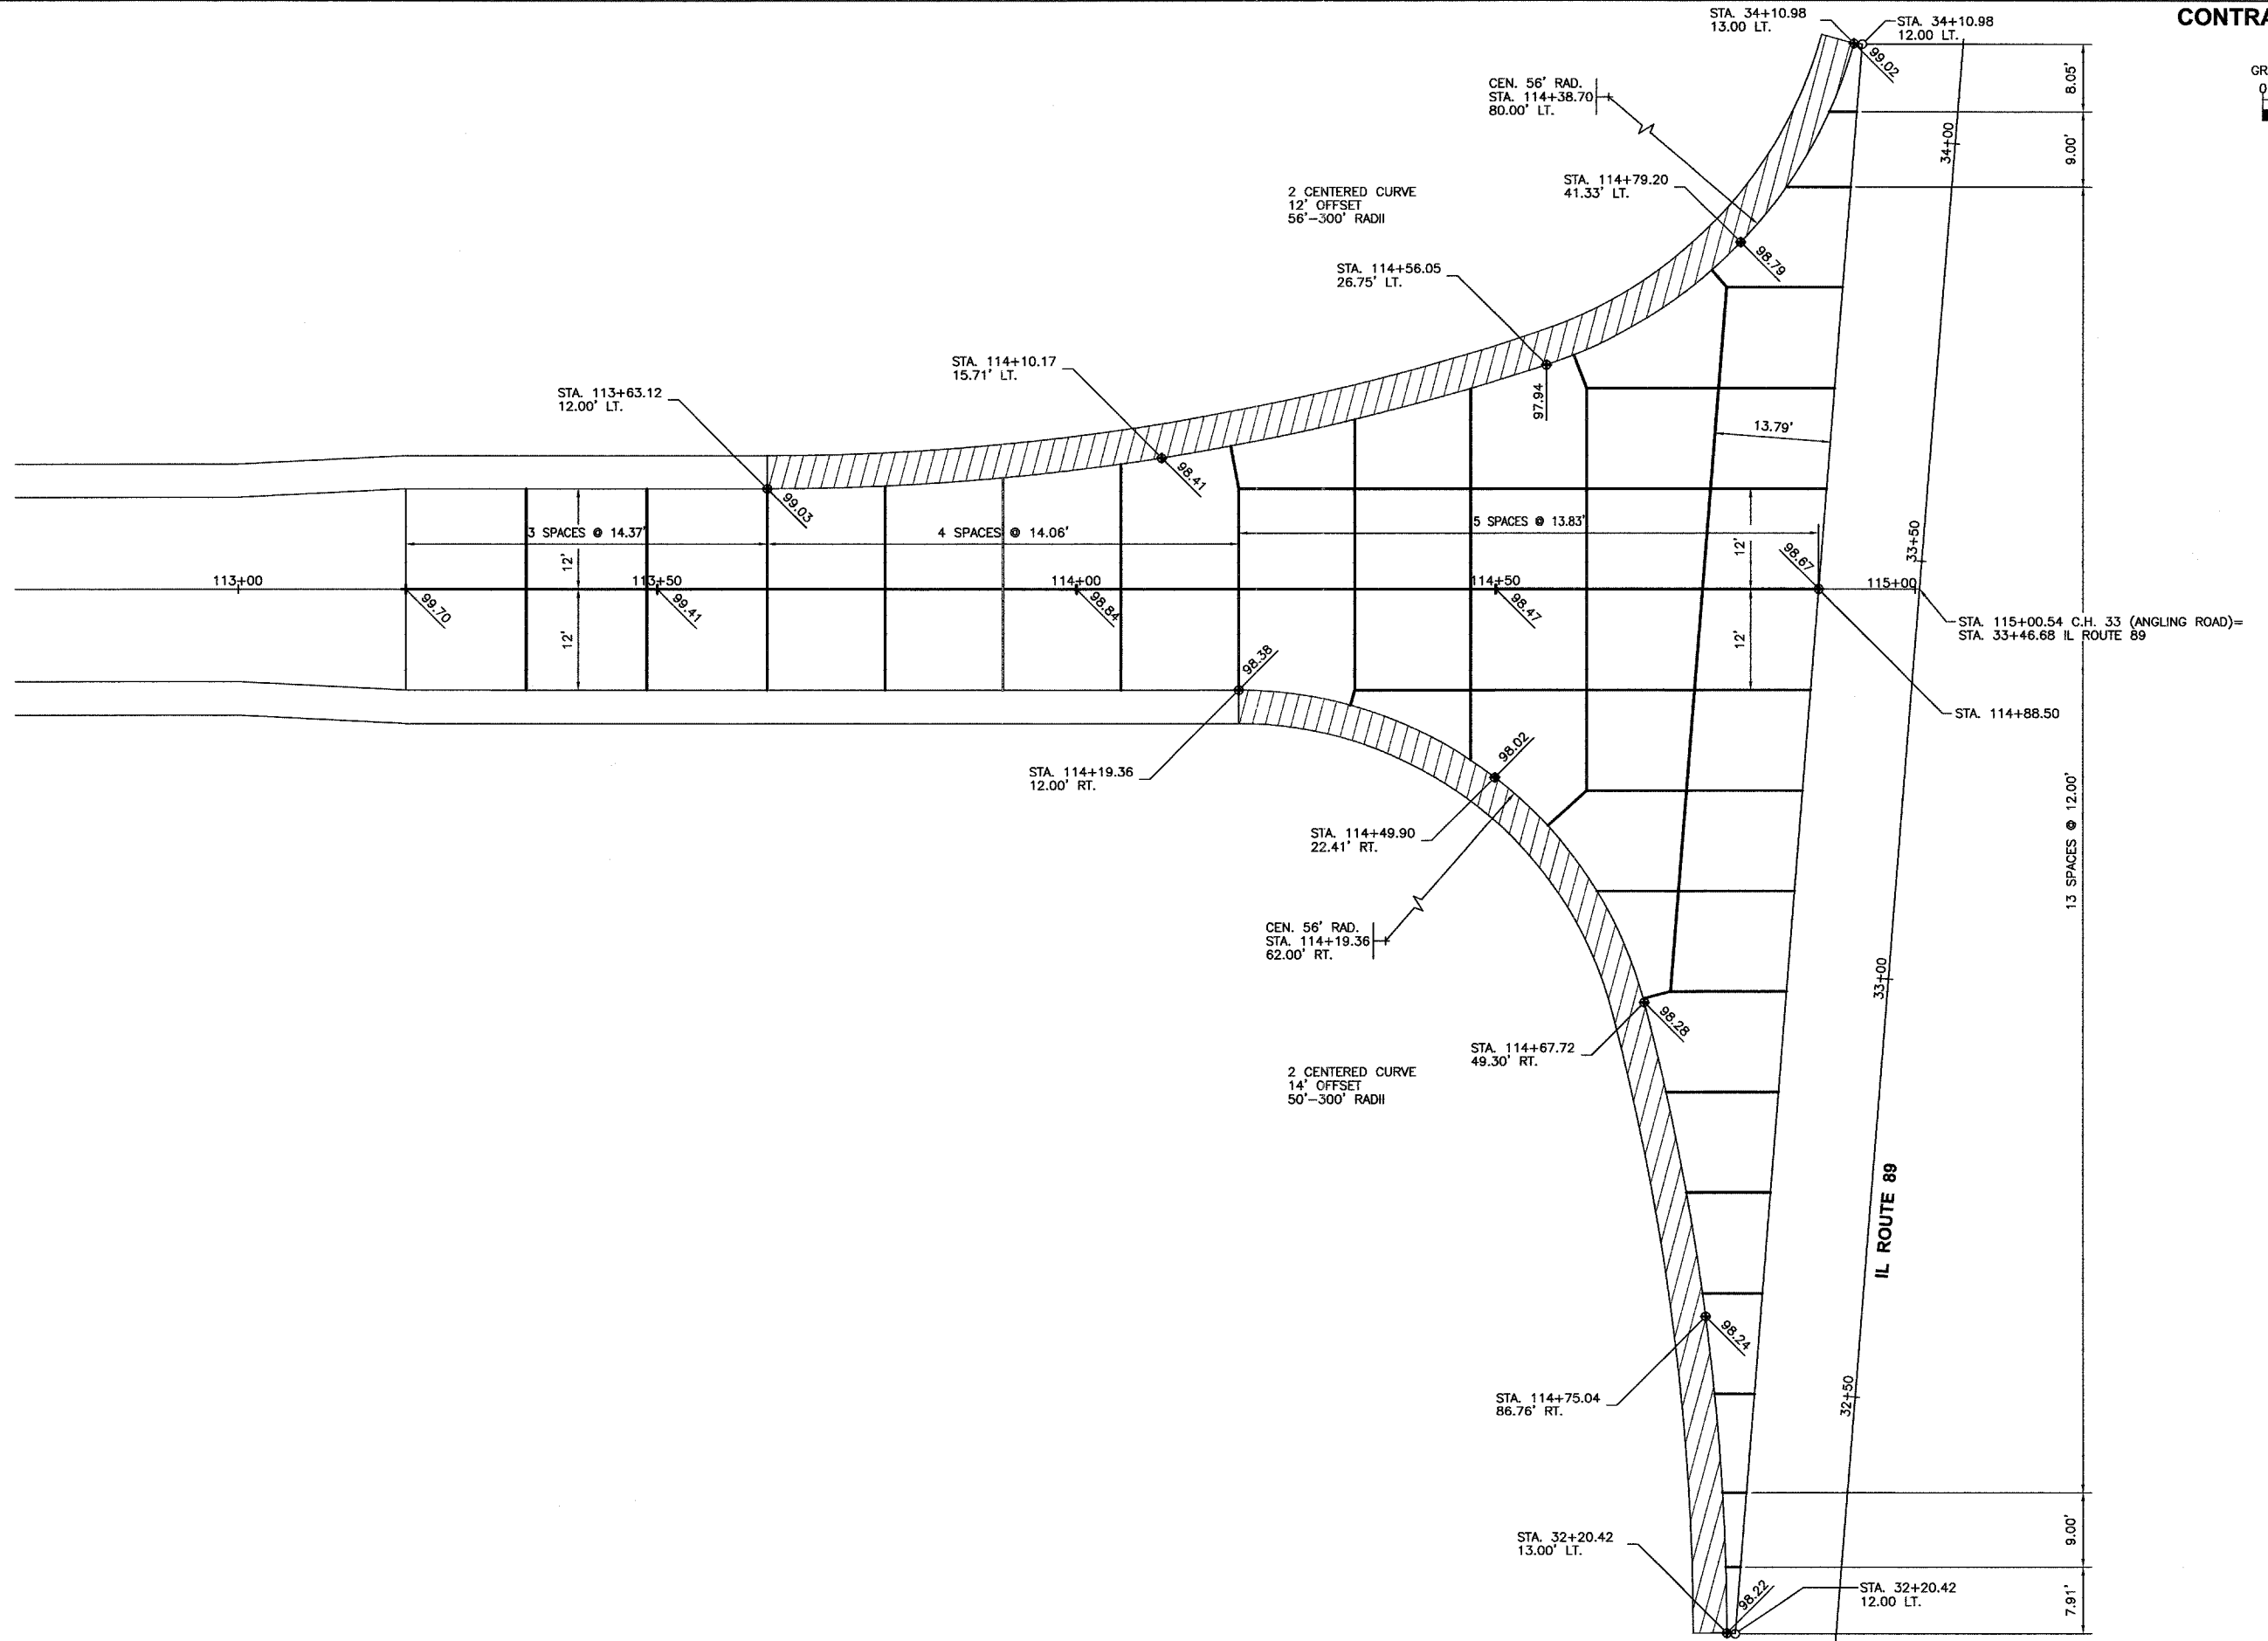 CONTRA
GR
0
STA. 34+10.98
13.00 LT.
STA. 34+10.98
12.00 LT.
99.02
8.05'
9.00'
CEN. 56' RAD.
STA. 114+38.70
80.00' LT.
34+00
2 CENTERED CURVE
12' OFFSET
56'-300' RADII
STA. 114+79.20
41.33' LT.
98.79
STA. 114+56.05
26.75' LT.
97.94
STA. 114+10.17
15.71' LT.
98.41
STA. 113+63.12
12.00' LT.
99.03
13.79'
3 SPACES @ 14.37'
4 SPACES @ 14.06'
5 SPACES @ 13.83'
12'
12'
33+50
98.67
113+00
113+50
114+00
114+50
115+00
99.70
99.41
98.84
98.47
12'
12'
STA. 115+00.54 C.H. 33 (ANGLING ROAD)=
STA. 33+46.68 IL ROUTE 89
98.38
STA. 114+88.50
STA. 114+19.36
12.00' RT.
98.02
STA. 114+49.90
22.41' RT.
13 SPACES @ 12.00'
CEN. 56' RAD.
STA. 114+19.36
62.00' RT.
33+00
98.28
STA. 114+67.72
49.30' RT.
2 CENTERED CURVE
14' OFFSET
50'-300' RADII
IL ROUTE 89
98.24
STA. 114+75.04
86.76' RT.
32+50
9.00'
STA. 32+20.42
13.00' LT.
98.22
STA. 32+20.42
12.00 LT.
7.91'